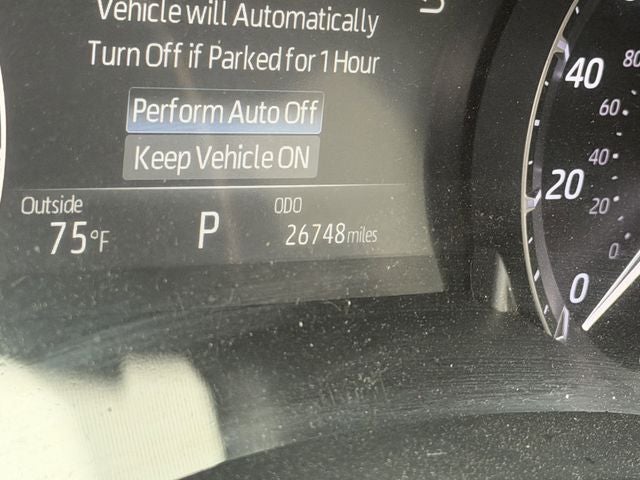 Vehicle will Automatically
Turn Off if Parked for 1 Hour
Perform Auto Off
Keep Vehicle ON
Outside
75°F
P
ODO
26748 miles
40
20
0
80
60
40
20
0